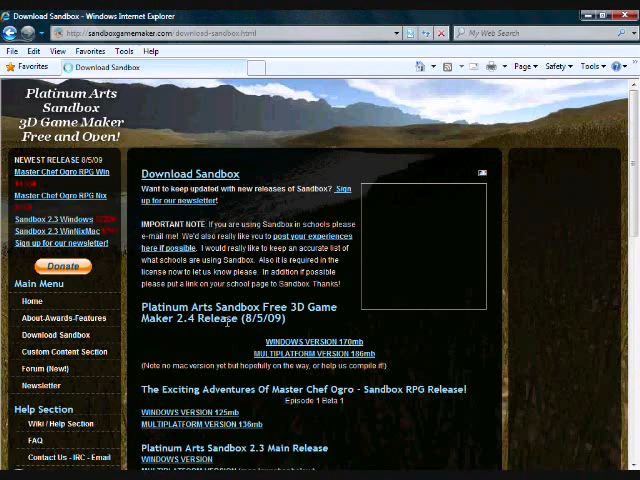 Download Sandbox - Windows Internet Explorer
http://sandboxgamemaker.com/download-sandbox.html
My Web Search
File Edit View Favorites Tools Help
Favorites
Download Sandbox
Page
Safety
Tools
Platinum Arts
Sandbox
3D Game Maker
Free and Open!
NEWEST RELEASE 8/5/09
Master Chef Ogro RPG Win
Master Chef Ogro RPG Nix
Sandbox 2.3 Windows
Sandbox 2.3 WinNixMac
Sign up for our newsletter!
Donate
Main Menu
Home
About-Awards-Features
Download Sandbox
Custom Content Section
Forum (New!)
Newsletter
Help Section
Wiki / Help Section
FAQ
Contact Us - IRC - Email
Download Sandbox
Want to keep updated with new releases of Sandbox? Sign
up for our newsletter!
IMPORTANT NOTE: If you are using Sandbox in schools please
e-mail me! We'd also really like you to post your experiences
here if possible. I would really like to keep an accurate list of
what schools are using Sandbox. Also it is required in the
license now to let us know please. In addition if possible
please put a link on your school page to Sandbox Thanks!
Platinum Arts Sandbox Free 3D Game
Maker 2.4 Release (8/5/09)
WINDOWS VERSION 170mb
MULTIPLATFORM VERSION 186mb
(Note no mac version yet but hopefully on the way, or help us compile it!)
The Exciting Adventures Of Master Chef Ogro - Sandbox RPG Release!
Episode 1 Beta 1
WINDOWS VERSION 125mb
MULTIPLATFORM VERSION 136mb
Platinum Arts Sandbox 2.3 Main Release
WINDOWS VERSION